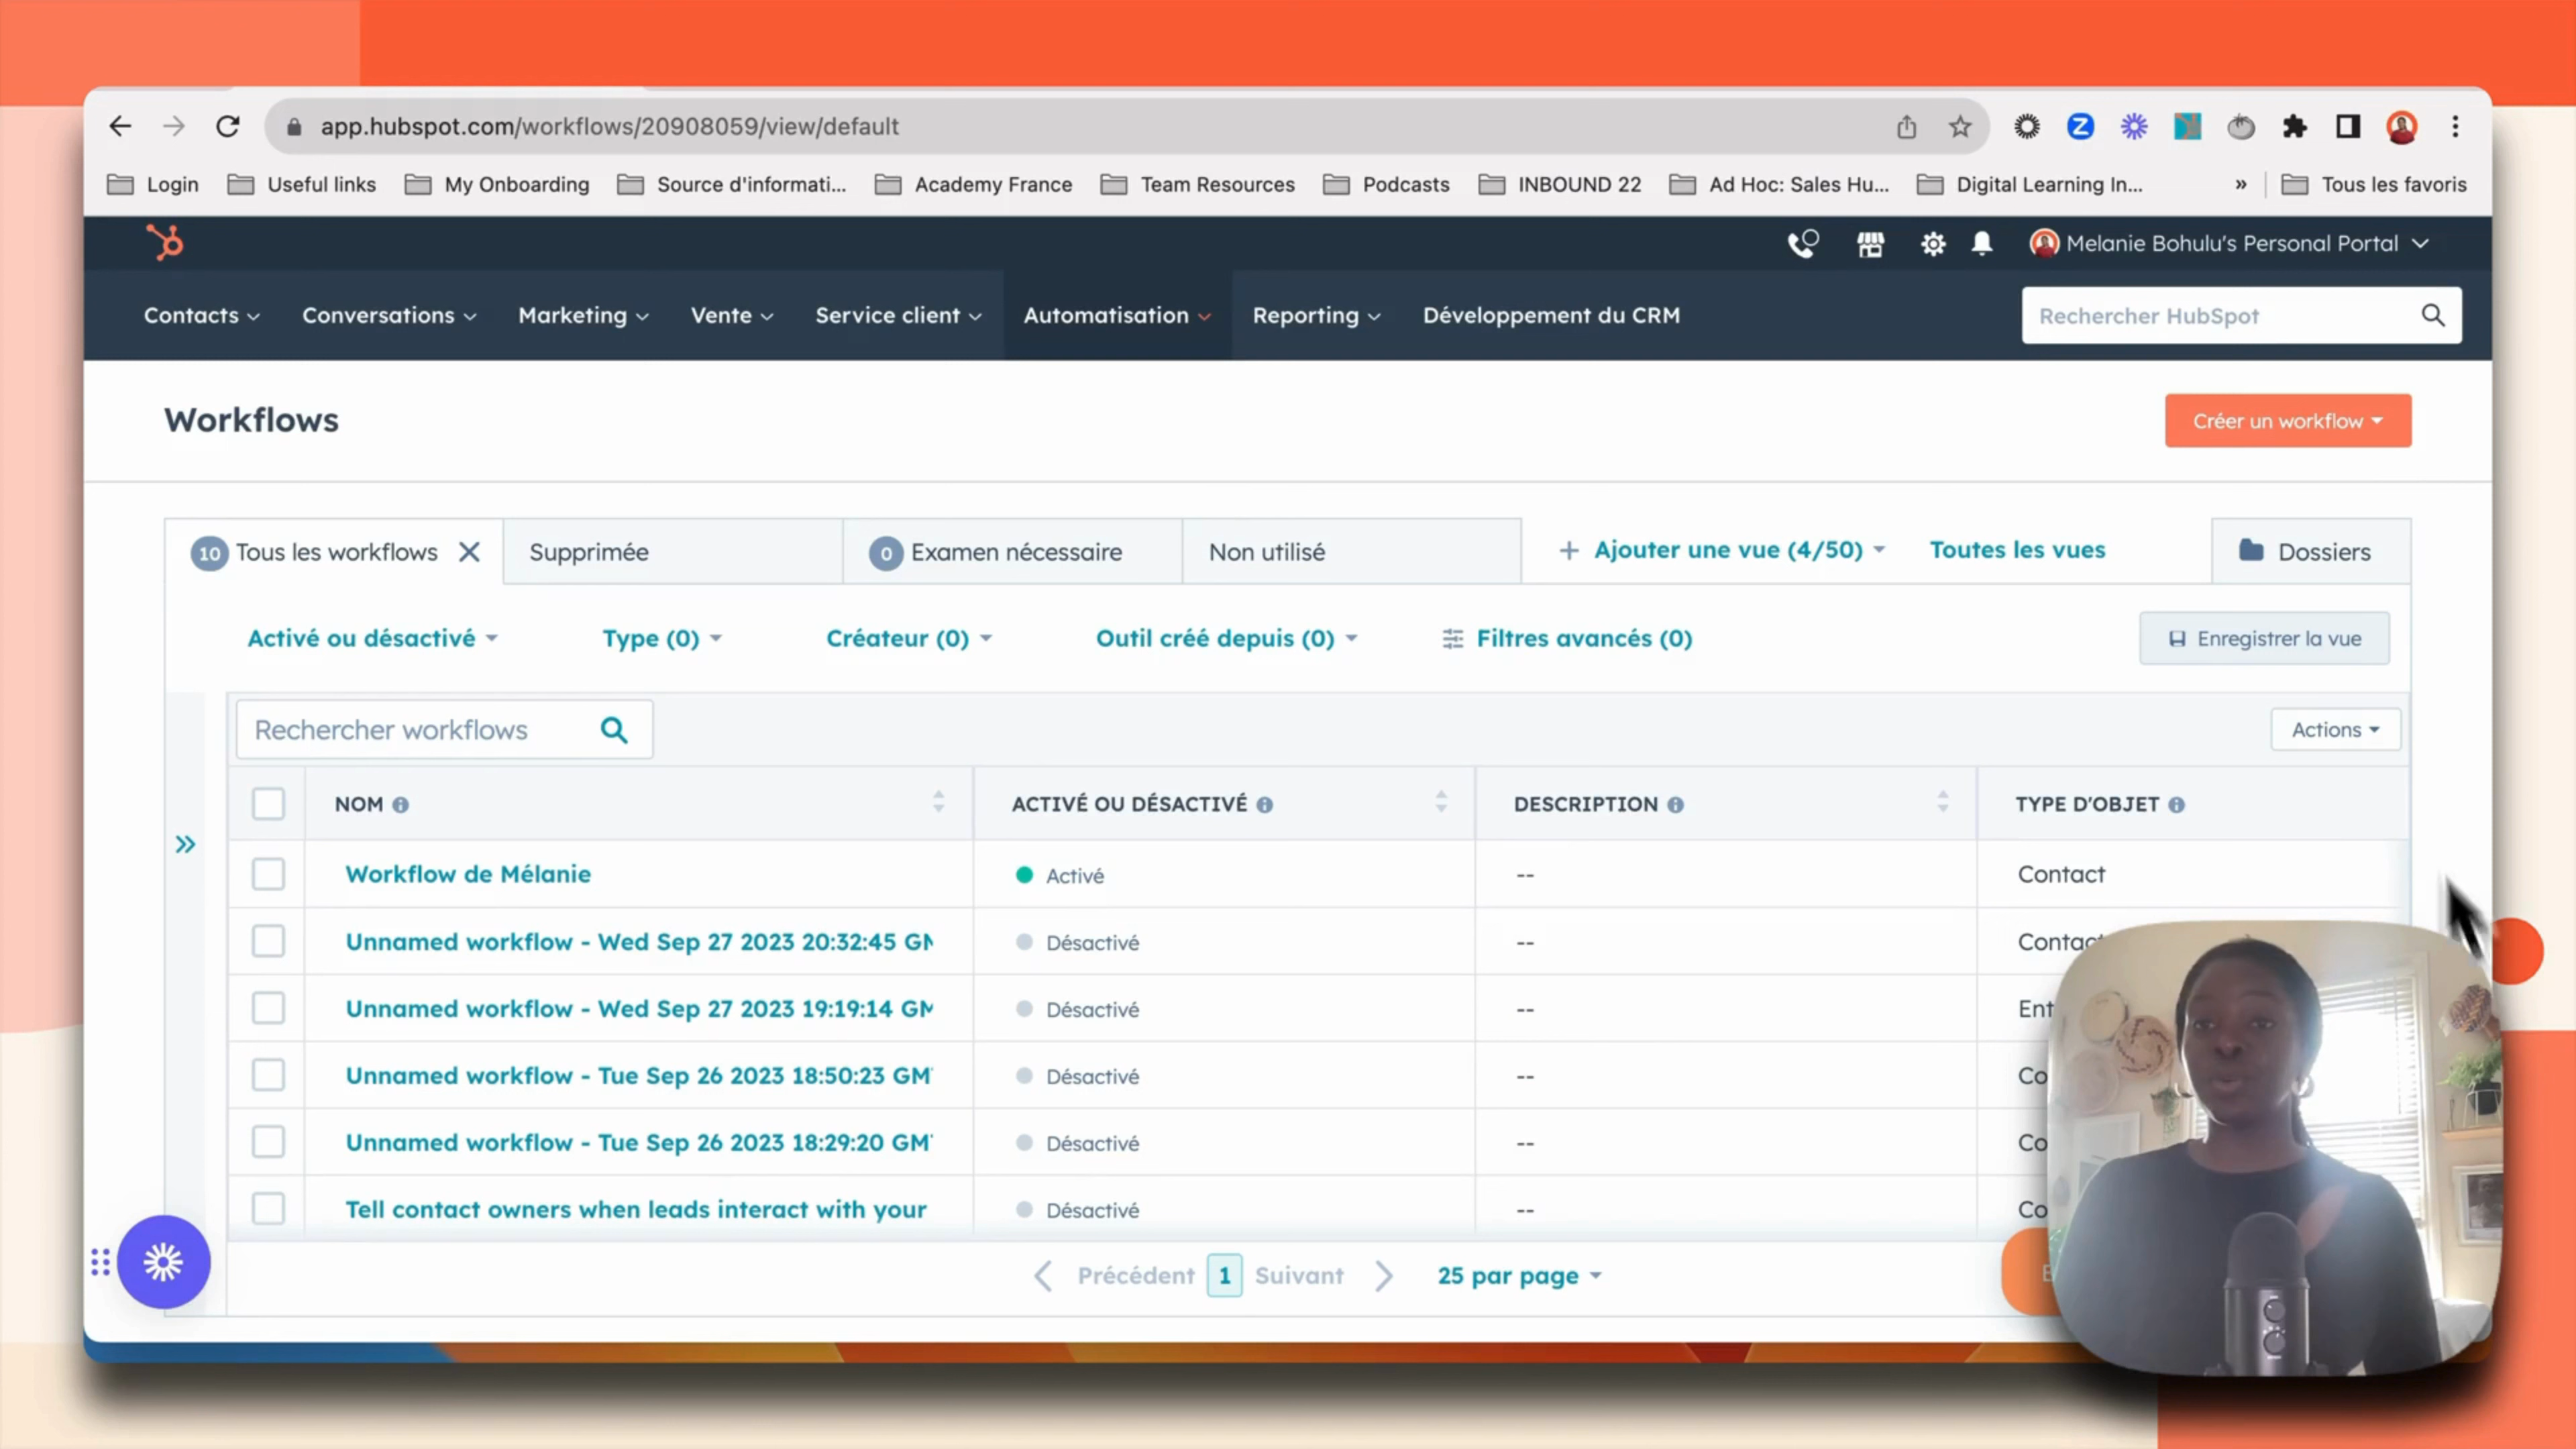 app.hubspot.com/workflows/20908059/view/default
Login Useful links My Onboarding Source d'informati... Academy France Team Resources Podcasts INBOUND 22 Ad Hoc: Sales Hu... Digital Learning In... » Tous les favoris
Melanie Bohulu's Personal Portal
Contacts Conversations Marketing Vente Service client Automatisation Reporting Développement du CRM Rechercher HubSpot
Workflows Créer un workflow
10 Tous les workflows Supprimée 0 Examen nécessaire Non utilisé + Ajouter une vue (4/50) Toutes les vues Dossiers
Activé ou désactivé Type (0) Créateur (0) Outil créé depuis (0) Filtres avancés (0) Enregistrer la vue
Rechercher workflows Actions
NOM ACTIVÉ OU DÉSACTIVÉ DESCRIPTION TYPE D'OBJET
Workflow de Mélanie Activé -- Contact
Unnamed workflow - Wed Sep 27 2023 20:32:45 GM Désactivé -- Contact
Unnamed workflow - Wed Sep 27 2023 19:19:14 GM Désactivé -- Ent
Unnamed workflow - Tue Sep 26 2023 18:50:23 GM Désactivé -- Co
Unnamed workflow - Tue Sep 26 2023 18:29:20 GM Désactivé -- Co
Tell contact owners when leads interact with your Désactivé -- Co
Précédent 1 Suivant 25 par page